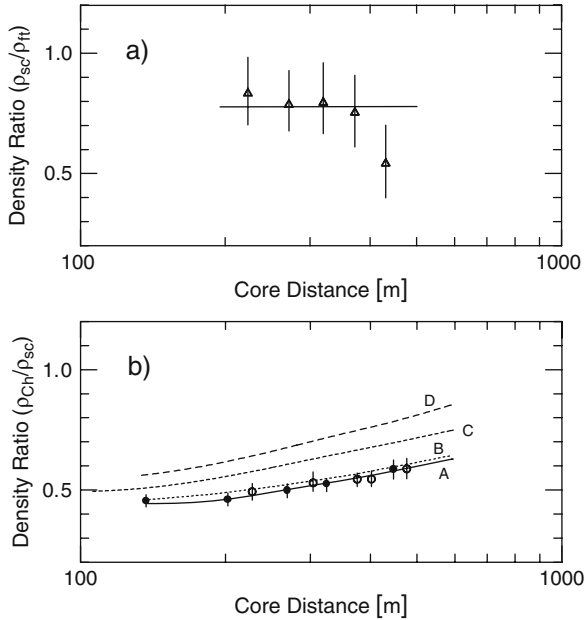 a)
Density Ratio (ρsc/ρft)
1.0
0.5
100
1000
Core Distance [m]
b)
Density Ratio (ρCh/ρsc)
1.0
0.5
D
C
B
A
100
1000
Core Distance [m]